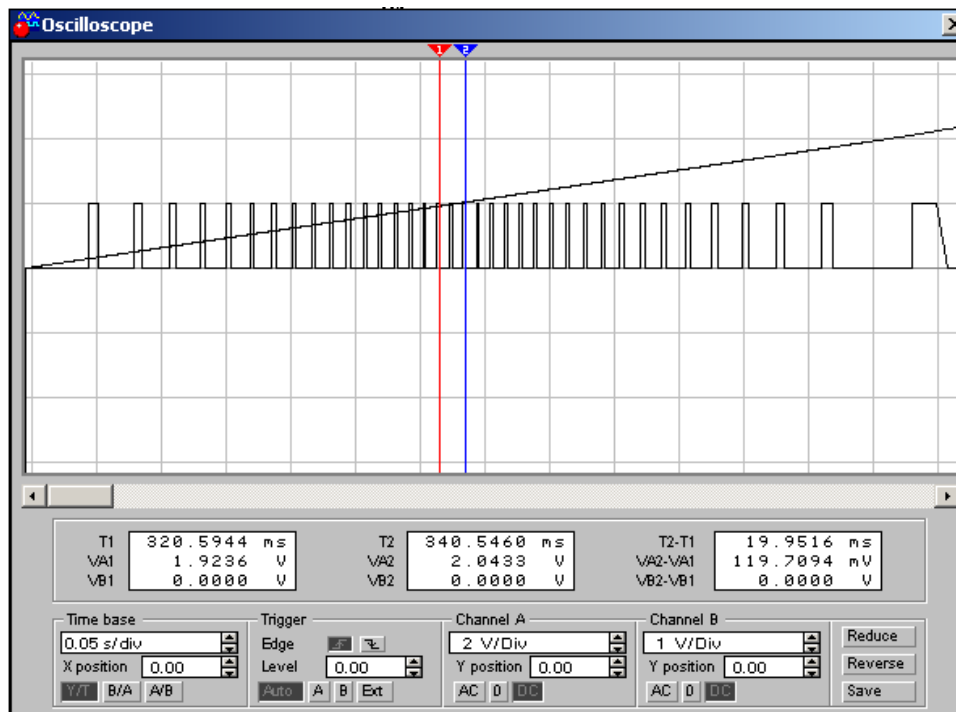 Oscilloscope
1 2
T1 320.5944 ms T2 340.5460 ms T2-T1 19.9516 ms
VA1 1.9236 V VA2 2.0433 V VA2-VA1 119.7094 mV
VB1 0.0000 V VB2 0.0000 V VB2-VB1 0.0000 V
Time base Trigger Channel A Channel B
0.05 s/div Edge 2 V/Div 1 V/Div Reduce
X position 0.00 Level 0.00 Y position 0.00 Y position 0.00 Reverse
Y/T B/A A/B Auto A B Ext AC 0 DC AC 0 DC Save